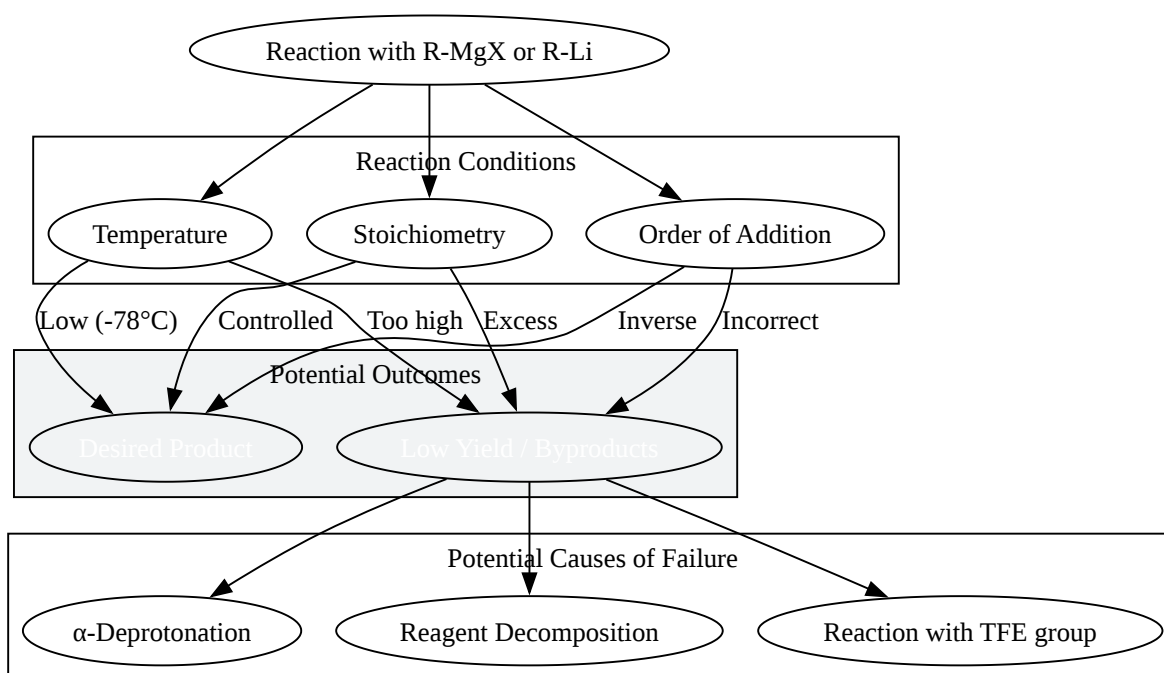 Reaction with R-MgX or R-Li
Reaction Conditions
Temperature
Stoichiometry
Order of Addition
Low (-78°C)
Controlled
Too high
Excess
Inverse
Incorrect
Potential Outcomes
Desired Product
Low Yield / Byproducts
Potential Causes of Failure
α-Deprotonation
Reagent Decomposition
Reaction with TFE group